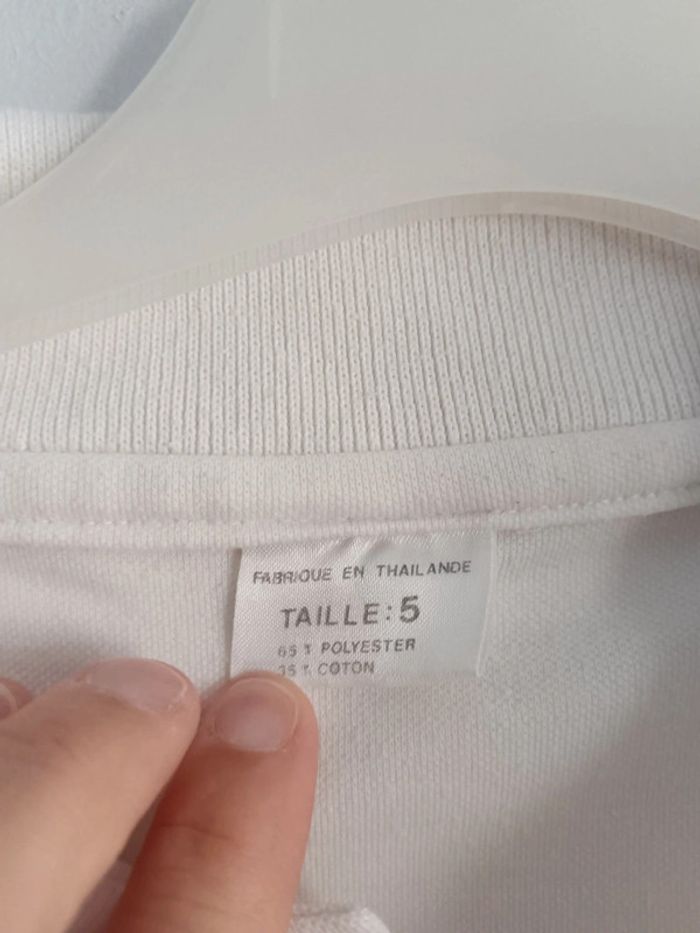 FABRIQUE EN THAILANDE
TAILLE: 5
65 % POLYESTER
35 % COTON